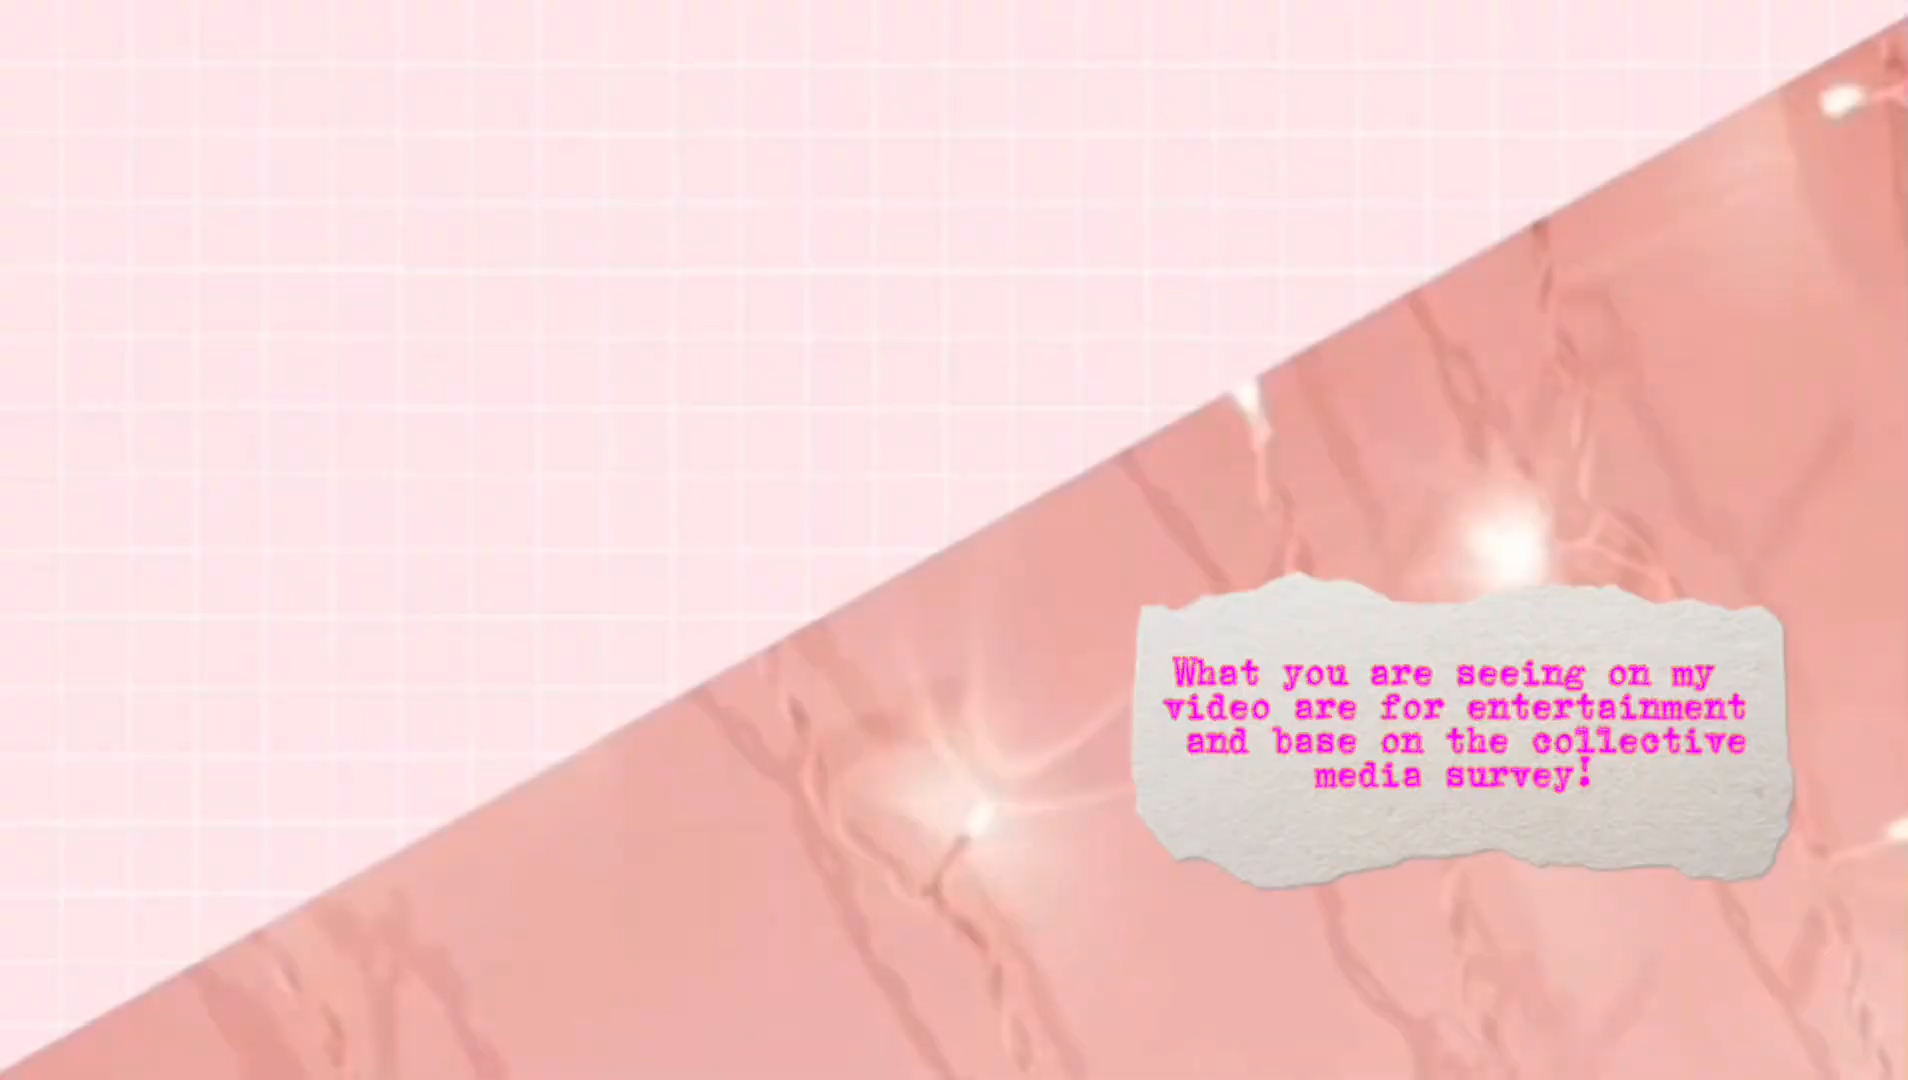 What you are seeing on my
video are for entertainment
and base on the collective
media survey!